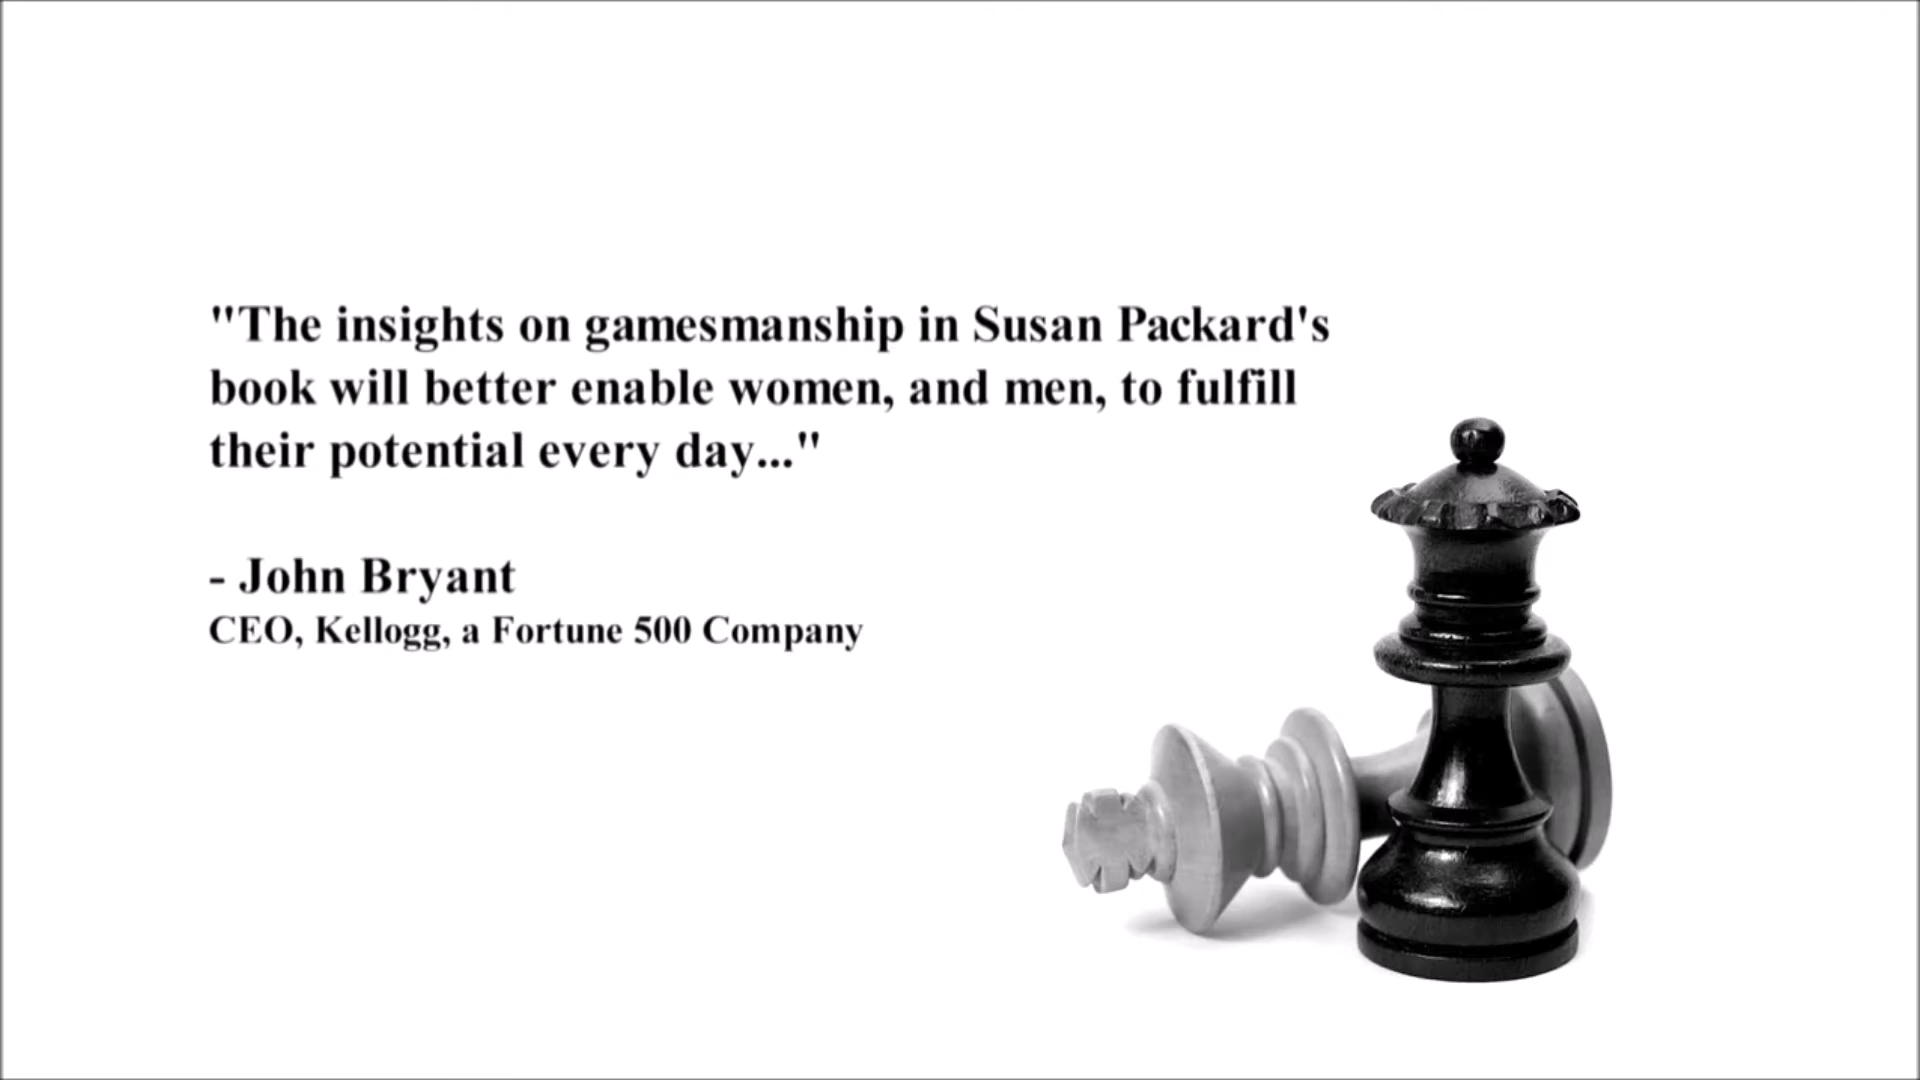 "The insights on gamesmanship in Susan Packard's
book will better enable women, and men, to fulfill
their potential every day..."
- John Bryant
CEO, Kellogg, a Fortune 500 Company